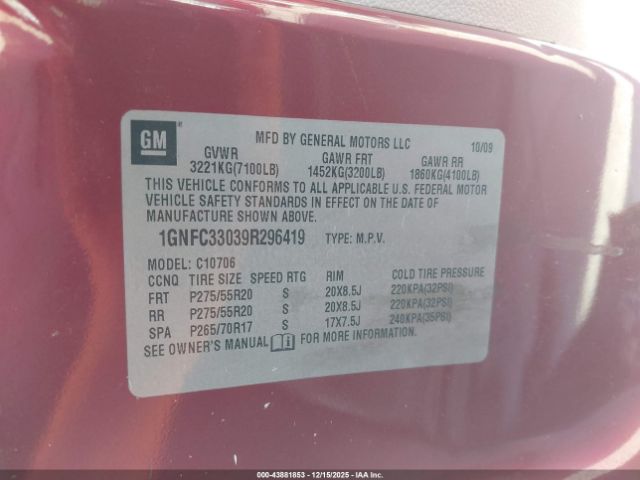 GM
MFD BY GENERAL MOTORS LLC 10/09
GVWR GAWR FRT GAWR RR
3221KG(7100LB) 1452KG(3200LB) 1860KG(4100LB)
THIS VEHICLE CONFORMS TO ALL APPLICABLE U.S. FEDERAL MOTOR
VEHICLE SAFETY STANDARDS IN EFFECT ON THE DATE OF
MANUFACTURE SHOWN ABOVE.
1GNFC33039R296419 TYPE: M.P.V.
MODEL: C10706
CCNQ TIRE SIZE SPEED RTG RIM COLD TIRE PRESSURE
FRT P275/55R20 S 20X8.5J 220KPA(32PSI)
RR P275/55R20 S 20X8.5J 220KPA(32PSI)
SPA P265/70R17 S 17X7.5J 240KPA(35PSI)
SEE OWNER'S MANUAL FOR MORE INFORMATION.
000-43881853 - 12/15/2025 - IAAI.CA